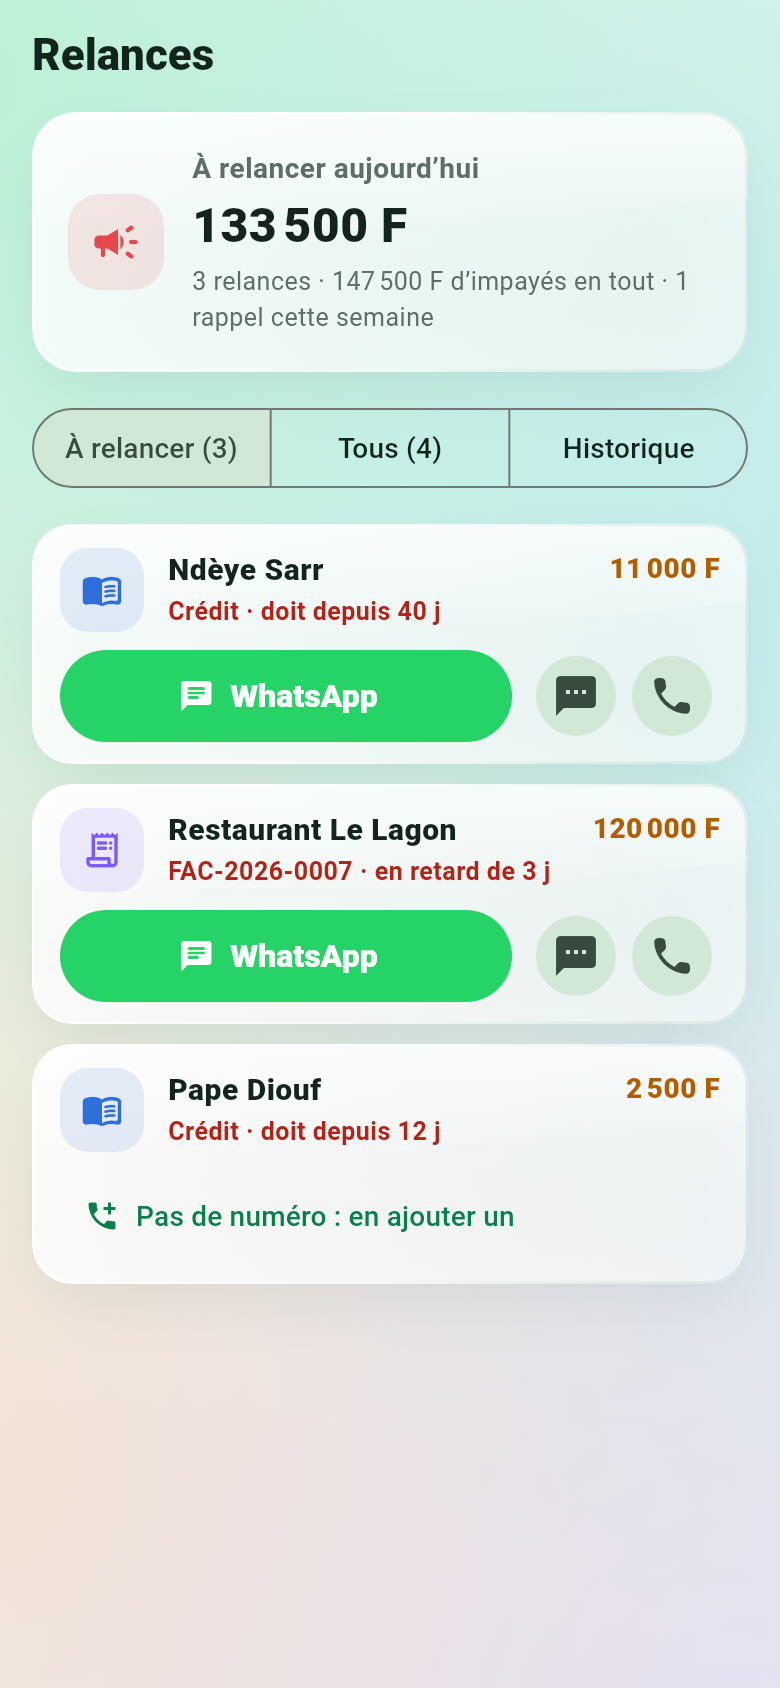 Relances
À relancer aujourd’hui
133 500 F
3 relances · 147 500 F d’impayés en tout · 1
rappel cette semaine
À relancer (3)
Tous (4)
Historique
Ndèye Sarr
11 000 F
Crédit · doit depuis 40 j
WhatsApp
Restaurant Le Lagon
120 000 F
FAC-2026-0007 · en retard de 3 j
WhatsApp
Pape Diouf
2 500 F
Crédit · doit depuis 12 j
Pas de numéro : en ajouter un